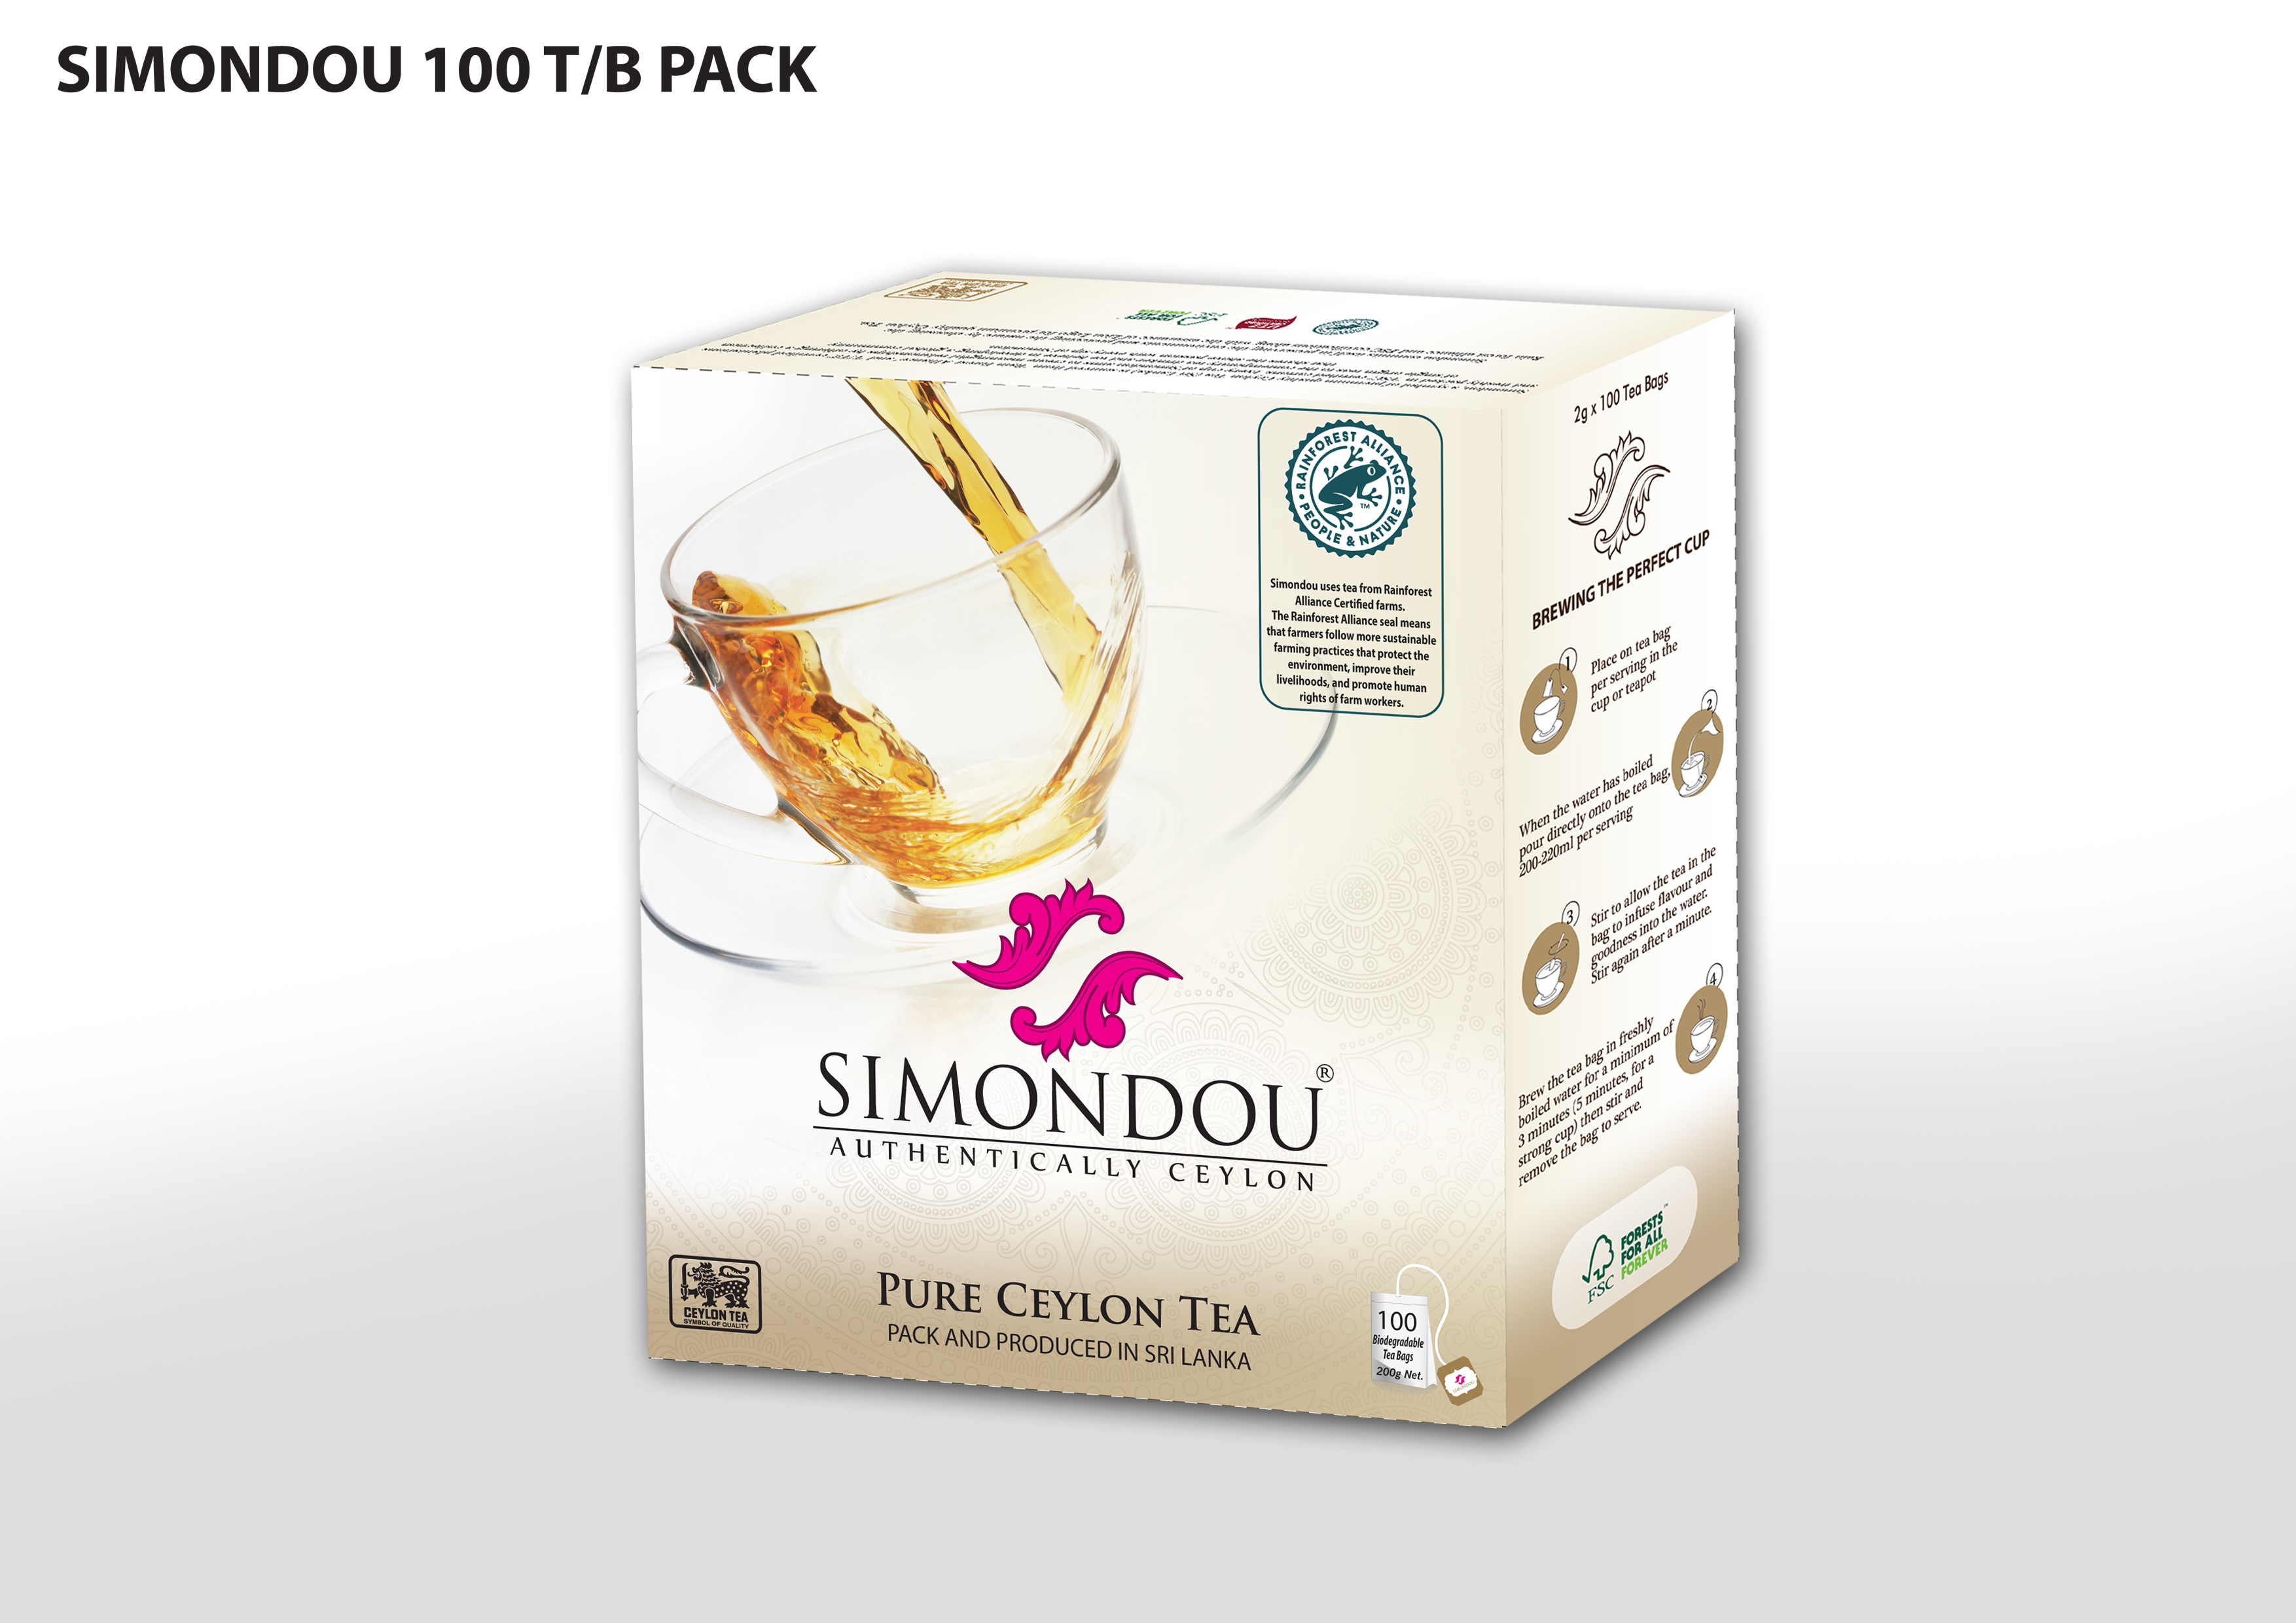 SIMONDOU 100 T/B PACK
RAINFOREST ALLIANCE
PEOPLE & NATURE
TM
Simondou uses tea from Rainforest
Alliance Certified farms.
The Rainforest Alliance seal means
that farmers follow more sustainable
farming practices that protect the
environment, improve their
livelihoods, and promote human
rights of farm workers.
SIMONDOU®
AUTHENTICALLY CEYLON
PURE CEYLON TEA
PACK AND PRODUCED IN SRI LANKA
CEYLON TEA
SYMBOL OF QUALITY
100
Biodegradable
Tea Bags
200g Net.
2g x 100 Tea Bags
BREWING THE PERFECT CUP
1
Place on tea bag
per serving in the
cup or teapot
2
When the water has boiled
pour directly onto the tea bag,
200-220ml per serving
3
Stir to allow the tea in the
bag to infuse flavour and
goodness into the water.
Stir again after a minute.
4
Brew the tea bag in freshly
boiled water for a minimum of
3 minutes (5 minutes, for a
strong cup) then stir and
remove the bag to serve.
FSC
FORESTS
FOR ALL
FOREVER™